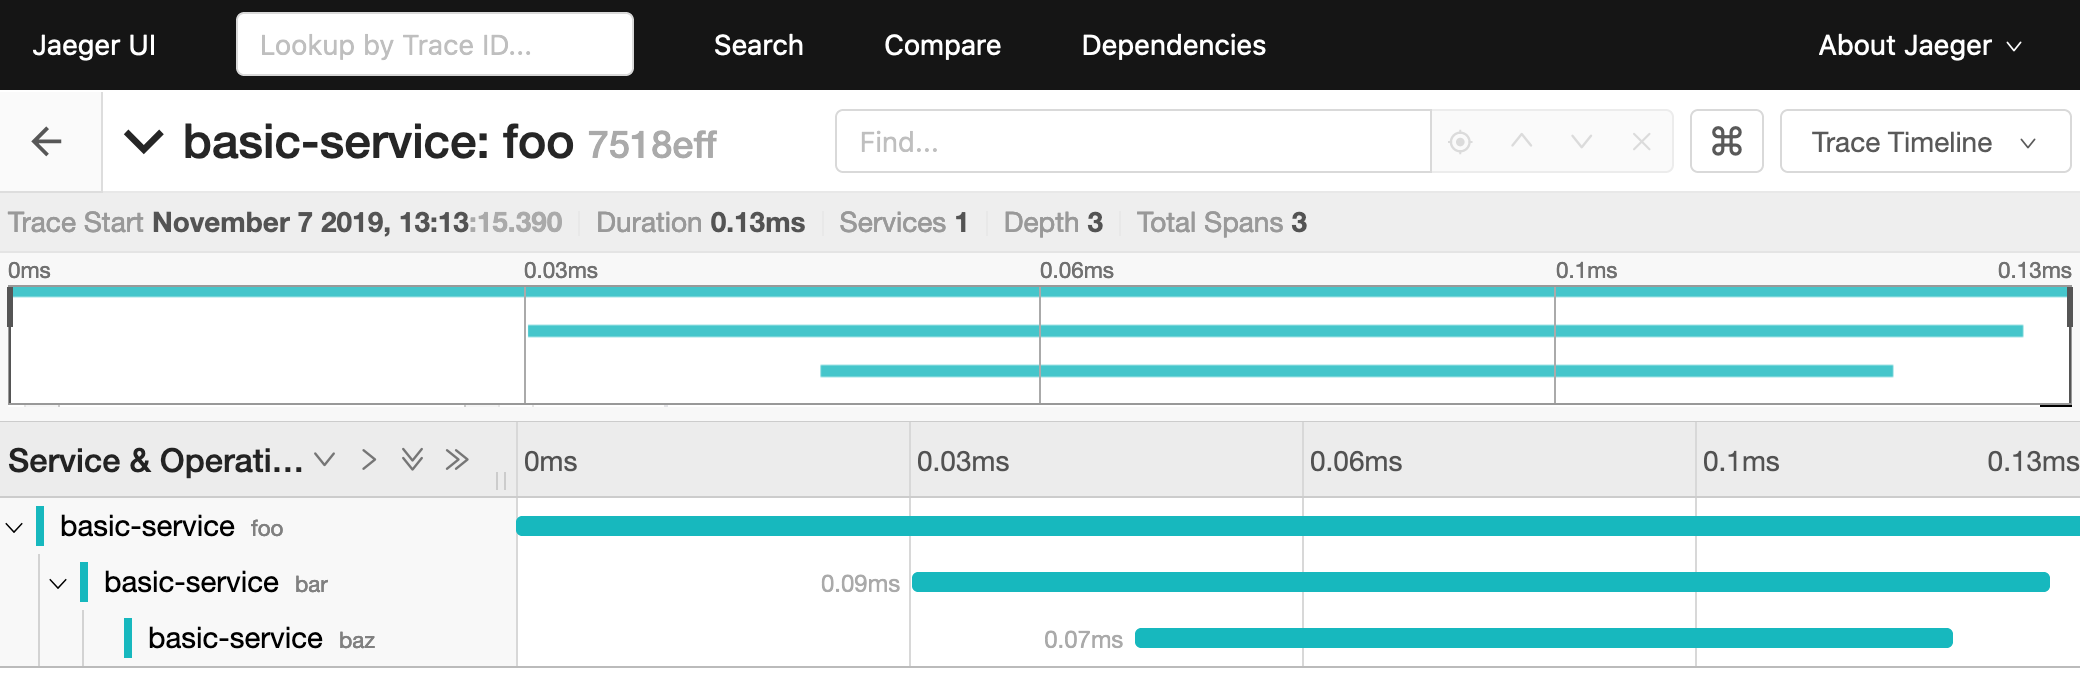 Jaeger UI Lookup by Trace ID... Search Compare Dependencies About Jaeger
basic-service: foo 7518eff Find... ⌘ Trace Timeline
Trace Start November 7 2019, 13:13:15.390 Duration 0.13ms Services 1 Depth 3 Total Spans 3
0ms 0.03ms 0.06ms 0.1ms 0.13ms
Service & Operati... 0ms 0.03ms 0.06ms 0.1ms 0.13ms
basic-service foo
basic-service bar 0.09ms
basic-service baz 0.07ms